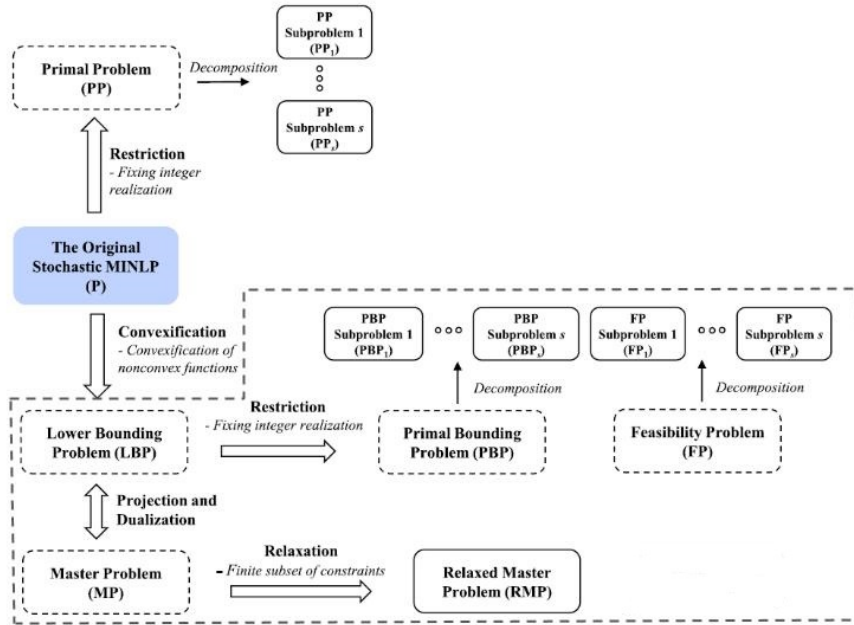 PP
Subproblem 1
(PP₁)
Primal Problem
(PP)
Decomposition
PP
Subproblem s
(PPₛ)
Restriction
- Fixing integer
realization
The Original
Stochastic MINLP
(P)
Convexification
- Convexification of
nonconvex functions
PBP
Subproblem 1
(PBP₁)
PBP
Subproblem s
(PBPₛ)
FP
Subproblem 1
(FP₁)
FP
Subproblem s
(FPₛ)
Decomposition
Decomposition
Lower Bounding
Problem (LBP)
Restriction
- Fixing integer realization
Primal Bounding
Problem (PBP)
Feasibility Problem
(FP)
Projection and
Dualization
Master Problem
(MP)
Relaxation
- Finite subset of constraints
Relaxed Master
Problem (RMP)